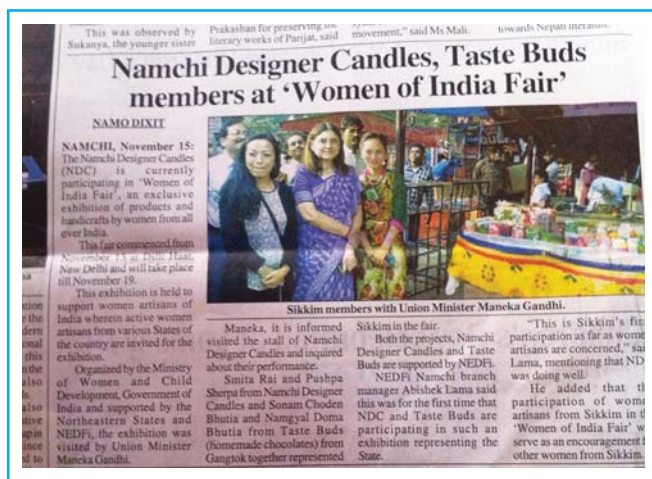 This was observed by
Sukanya, the younger sister
Prakashan for preserving the
literary works of Parijat, said
movement," said Ms Mali.
towards Nepali literature.
Namchi Designer Candles, Taste Buds
members at ‘Women of India Fair’
NAMO DIXIT
NAMCHI, November 15:
The Namchi Designer Candles
(NDC) is currently
participating in ‘Women of
India Fair’, an exclusive
exhibition of products and
handicrafts by women from all
over India.
This fair commenced from
November 13 at Dilli Haat,
New Delhi and will take place
till November 19.
This exhibition is held to
support women artisans of
India wherein active women
artisans from various States of
the country are invited for the
exhibition.
Organized by the Ministry
of Women and Child
Development, Government of
India and supported by the
Northeastern States and
NEDFi, the exhibition was
visited by Union Minister
Maneka Gandhi.
Sikkim members with Union Minister Maneka Gandhi.
Maneka, it is informed
visited the stall of Namchi
Designer Candles and inquired
about their performance.
Smita Rai and Pushpa
Sherpa from Namchi Designer
Candles and Sonam Choden
Bhutia and Namgyal Doma
Bhutia from Taste Buds
(homemade chocolates) from
Gangtok together represented
Sikkim in the fair.
Both the projects, Namchi
Designer Candles and Taste
Buds are supported by NEDFi.
NEDFi Namchi branch
manager Abishek Lama said
this was for the first time that
NDC and Taste Buds are
participating in such an
exhibition representing the
State.
"This is Sikkim's firs
participation as far as wome
artisans are concerned," said
Lama, mentioning that ND
was doing well.
He added that th
participation of wome
artisans from Sikkim in th
‘Women of India Fair’ w
serve as an encouragement f
other women from Sikkim.